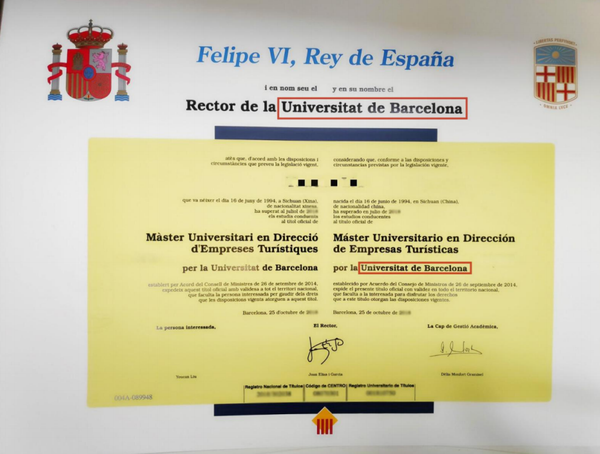 Felipe VI, Rey de España
i en nom seu el y en su nombre el
Rector de la Universitat de Barcelona
atès que, d'acord amb les disposicions i
circumstàncies que preveu la legislació vigent,
considerando que, conforme a las disposiciones y
circunstancias previstas por la legislación vigente,
que va néixer el dia 16 de juny de 1994, a Sichuan (Xina),
de nacionalitat xinesa,
ha superat al juliol de
els estudis conduents
al títol oficial de
nacida el día 16 de junio de 1994, en Sichuan (China),
de nacionalidad china,
ha superado en julio de
los estudios conducentes
al título oficial de
Màster Universitari en Direcció
d'Empreses Turístiques
Máster Universitario en Dirección
de Empresas Turísticas
per la Universitat de Barcelona
por la Universitat de Barcelona
establert per Acord del Consell de Ministres de 26 de setembre de 2014,
expedeix aquest títol oficial amb validesa a tot el territori nacional,
que faculta la persona interessada per gaudir dels drets
que les disposicions vigents atorguen a aquest títol.
establecido por Acuerdo del Consejo de Ministros de 26 de septiembre de 2014,
expide el presente título oficial con validez en todo el territorio nacional,
que faculta a la interesada para disfrutar los derechos
que a este título otorgan las disposiciones vigentes.
Barcelona, 25 d'octubre de
Barcelona, 25 de octubre de
La persona interessada,
El Rector,
La Cap de Gestió Acadèmica,
Joan Elias i Garcia
Registro Nacional de Títulos
Código de CENTRO
Registro Universitario de Títulos